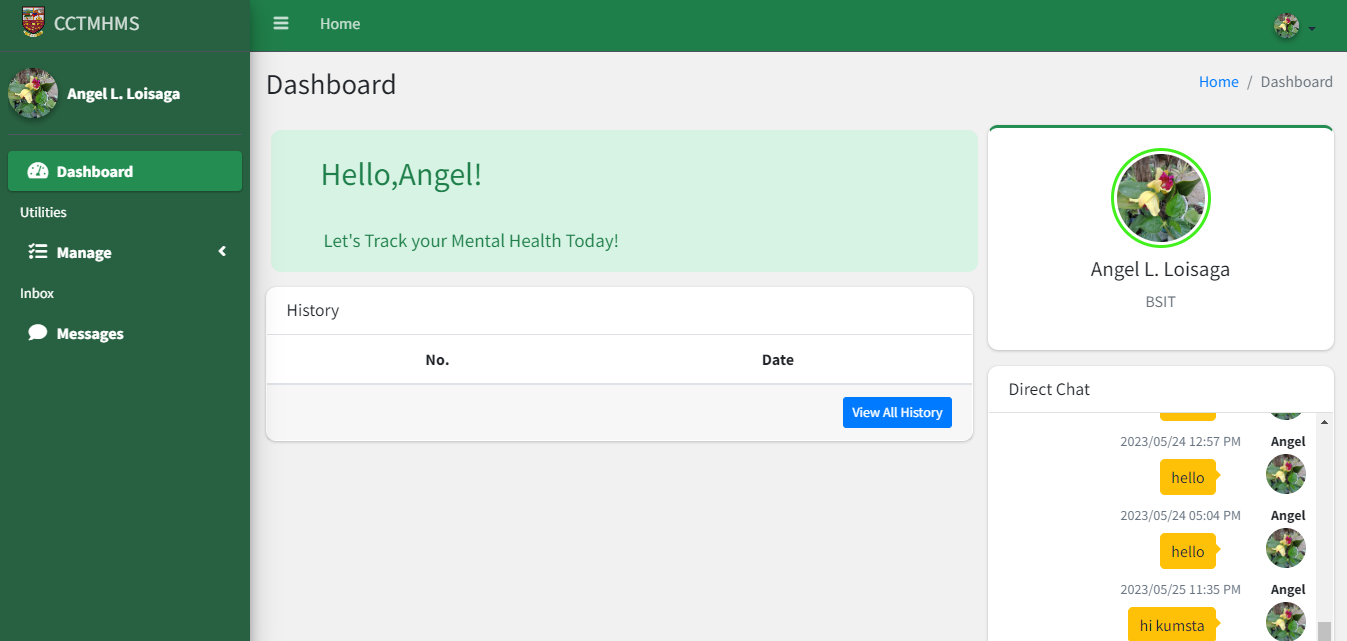 CCTMHMS
Home
Angel L. Loisaga
Dashboard
Utilities
Manage
Inbox
Messages
Dashboard
Home / Dashboard
Hello,Angel!
Let's Track your Mental Health Today!
History
No. Date
View All History
Angel L. Loisaga
BSIT
Direct Chat
2023/05/24 12:57 PM Angel
hello
2023/05/24 05:04 PM Angel
hello
2023/05/25 11:35 PM Angel
hi kumsta